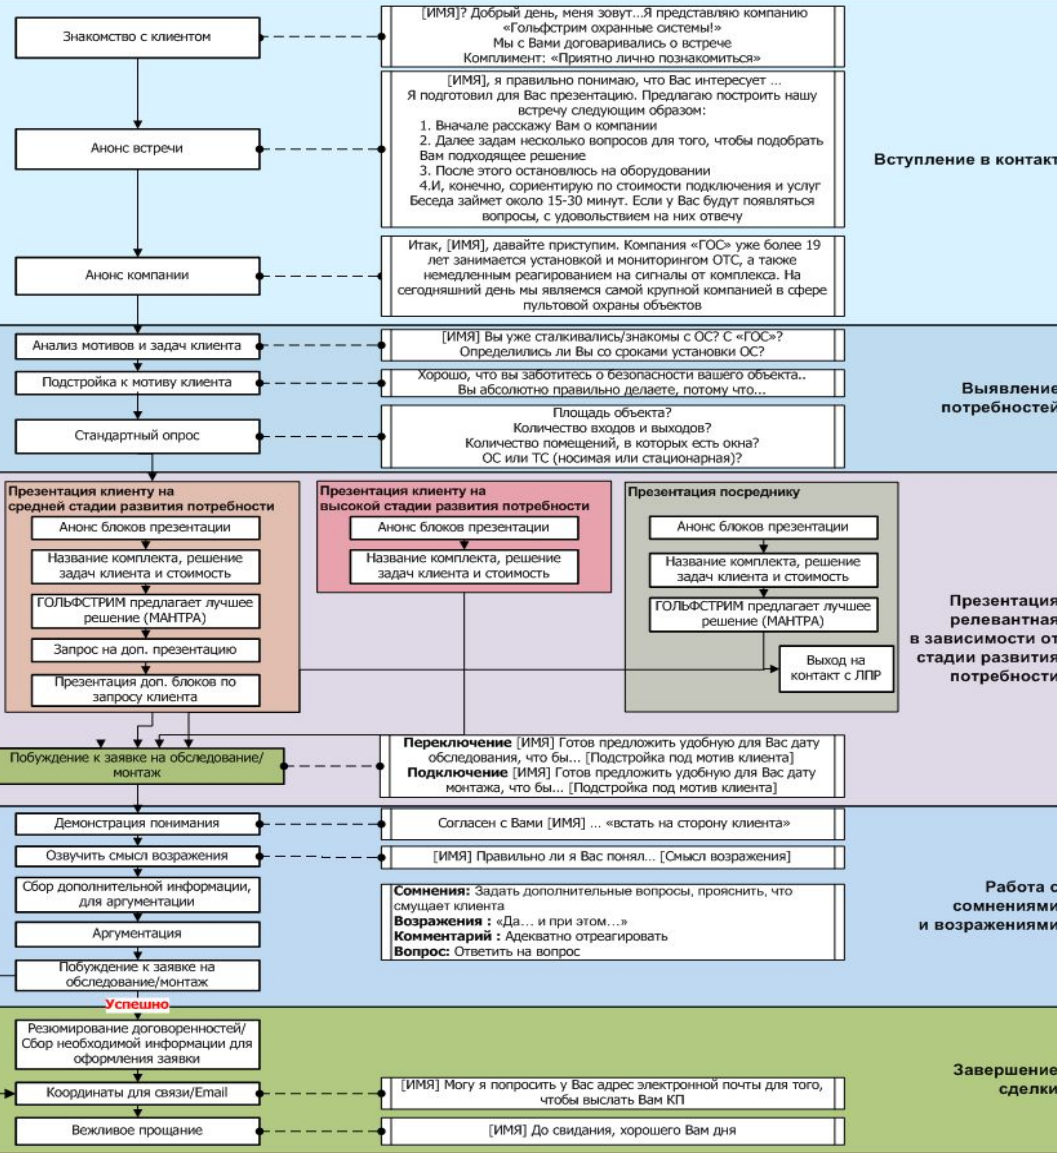 Знакомство с клиентом
[ИМЯ]? Добрый день, меня зовут...Я представляю компанию
«Гольфстрим охранные системы!»
Мы с Вами договаривались о встрече
Комплимент: «Приятно лично познакомиться»
Анонс встречи
[ИМЯ], я правильно понимаю, что Вас интересует ...
Я подготовил для Вас презентацию. Предлагаю построить нашу
встречу следующим образом:
1. Вначале расскажу Вам о компании
2. Далее задам несколько вопросов для того, чтобы подобрать
Вам подходящее решение
3. После этого остановлюсь на оборудовании
4.И, конечно, сориентирую по стоимости подключения и услуг
Беседа займет около 15-30 минут. Если у Вас будут появляться
вопросы, с удовольствием на них отвечу
Вступление в контакт
Анонс компании
Итак, [ИМЯ], давайте приступим. Компания «ГОС» уже более 19
лет занимается установкой и мониторингом ОТС, а также
немедленным реагированием на сигналы от комплекса. На
сегодняшний день мы являемся самой крупной компанией в сфере
пультовой охраны объектов
Анализ мотивов и задач клиента
[ИМЯ] Вы уже сталкивались/знакомы с ОС? С «ГОС»?
Определились ли Вы со сроками установки ОС?
Подстройка к мотиву клиента
Хорошо, что вы заботитесь о безопасности вашего объекта..
Вы абсолютно правильно делаете, потому что...
Выявление
потребностей
Стандартный опрос
Площадь объекта?
Количество входов и выходов?
Количество помещений, в которых есть окна?
ОС или ТС (носимая или стационарная)?
Презентация клиенту на
средней стадии развития потребности
Анонс блоков презентации
Название комплекта, решение
задач клиента и стоимость
ГОЛЬФСТРИМ предлагает лучшее
решение (МАНТРА)
Запрос на доп. презентацию
Презентация доп. блоков по
запросу клиента
Презентация клиенту на
высокой стадии развития потребности
Анонс блоков презентации
Название комплекта, решение
задач клиента и стоимость
Презентация посреднику
Анонс блоков презентации
Название комплекта, решение
задач клиента и стоимость
ГОЛЬФСТРИМ предлагает лучшее
решение (МАНТРА)
Выход на
контакт с ЛПР
Презентация
релевантная
в зависимости от
стадии развития
потребности
Побуждение к заявке на обследование/
монтаж
Переключение [ИМЯ] Готов предложить удобную для Вас дату
обследования, что бы... [Подстройка под мотив клиента]
Подключение [ИМЯ] Готов предложить удобную для Вас дату
монтажа, что бы... [Подстройка под мотив клиента]
Демонстрация понимания
Согласен с Вами [ИМЯ] ... «встать на сторону клиента»
Озвучить смысл возражения
[ИМЯ] Правильно ли я Вас понял... [Смысл возражения]
Сбор дополнительной информации,
для аргументации
Аргументация
Побуждение к заявке на
обследование/монтаж
Сомнения: Задать дополнительные вопросы, прояснить, что
смущает клиента
Возражения : «Да... и при этом...»
Комментарий : Адекватно отреагировать
Вопрос: Ответить на вопрос
Работа с
сомнениями
и возражениями
Успешно
Резюмирование договоренностей/
Сбор необходимой информации для
оформления заявки
Координаты для связи/Email
[ИМЯ] Могу я попросить у Вас адрес электронной почты для того,
чтобы выслать Вам КП
Завершение
сделки
Вежливое прощание
[ИМЯ] До свидания, хорошего Вам дня